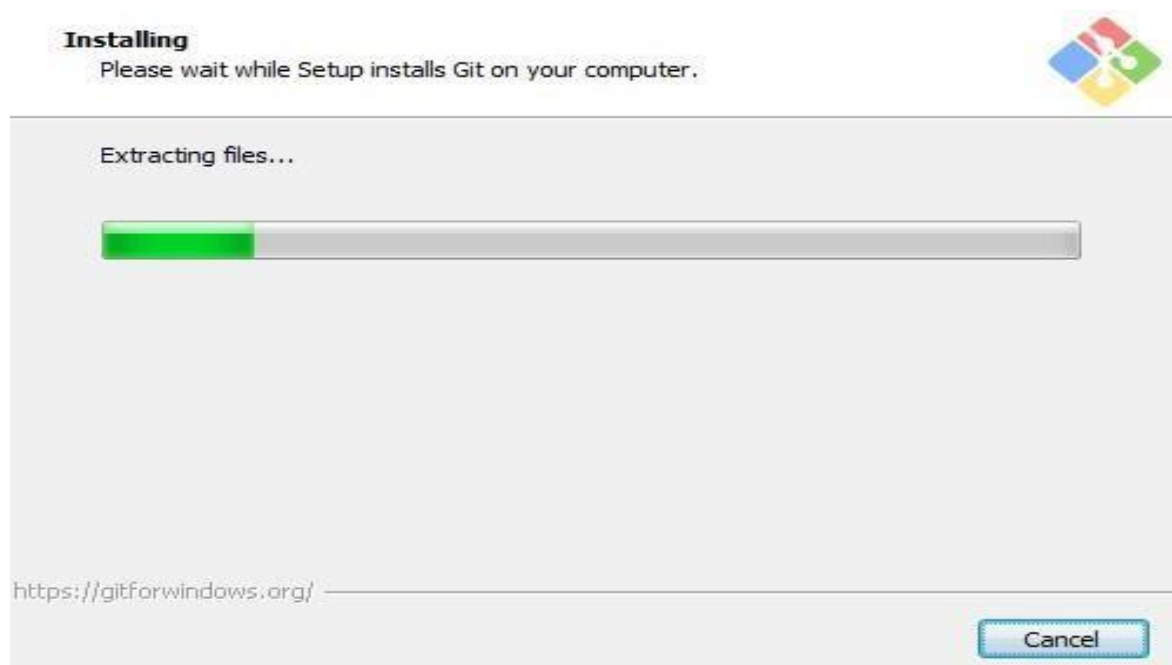 Installing
Please wait while Setup installs Git on your computer.
Extracting files...
https://gitforwindows.org/
Cancel